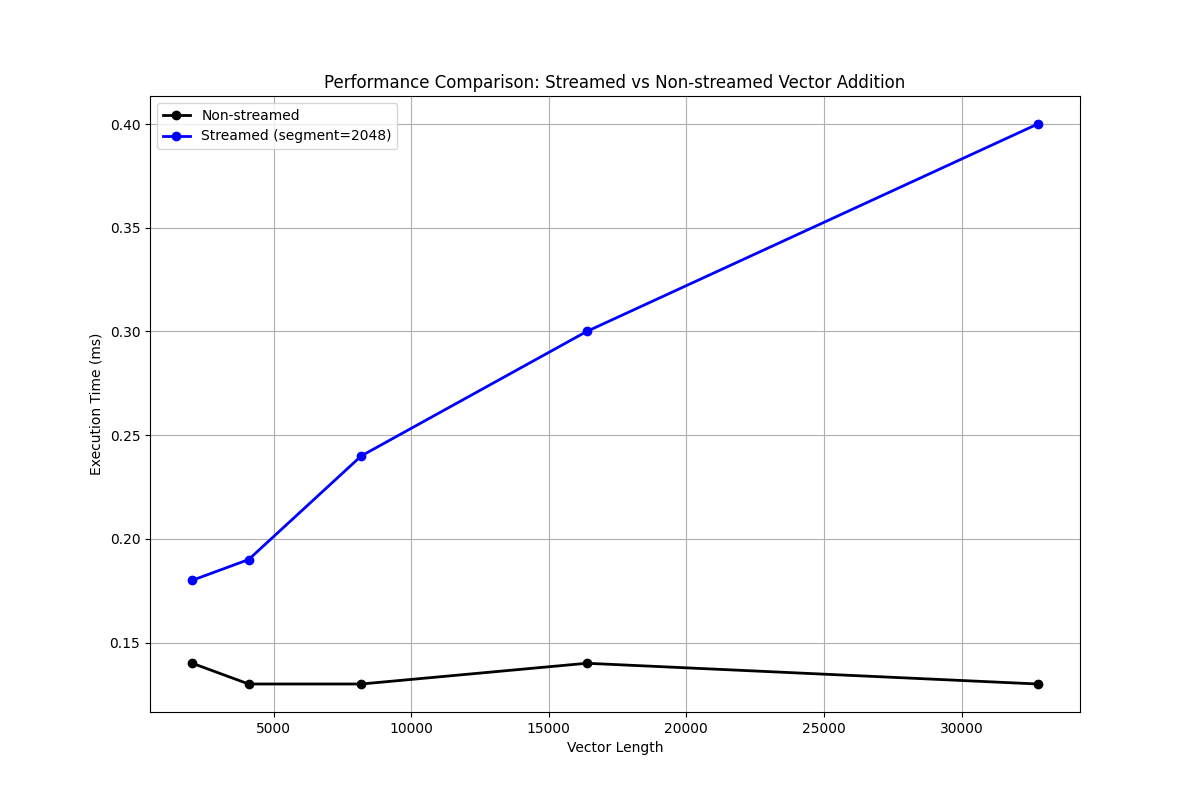 Performance Comparison: Streamed vs Non-streamed Vector Addition
Non-streamed
Streamed (segment=2048)
0.40
0.35
0.30
0.25
0.20
0.15
Execution Time (ms)
5000 10000 15000 20000 25000 30000
Vector Length